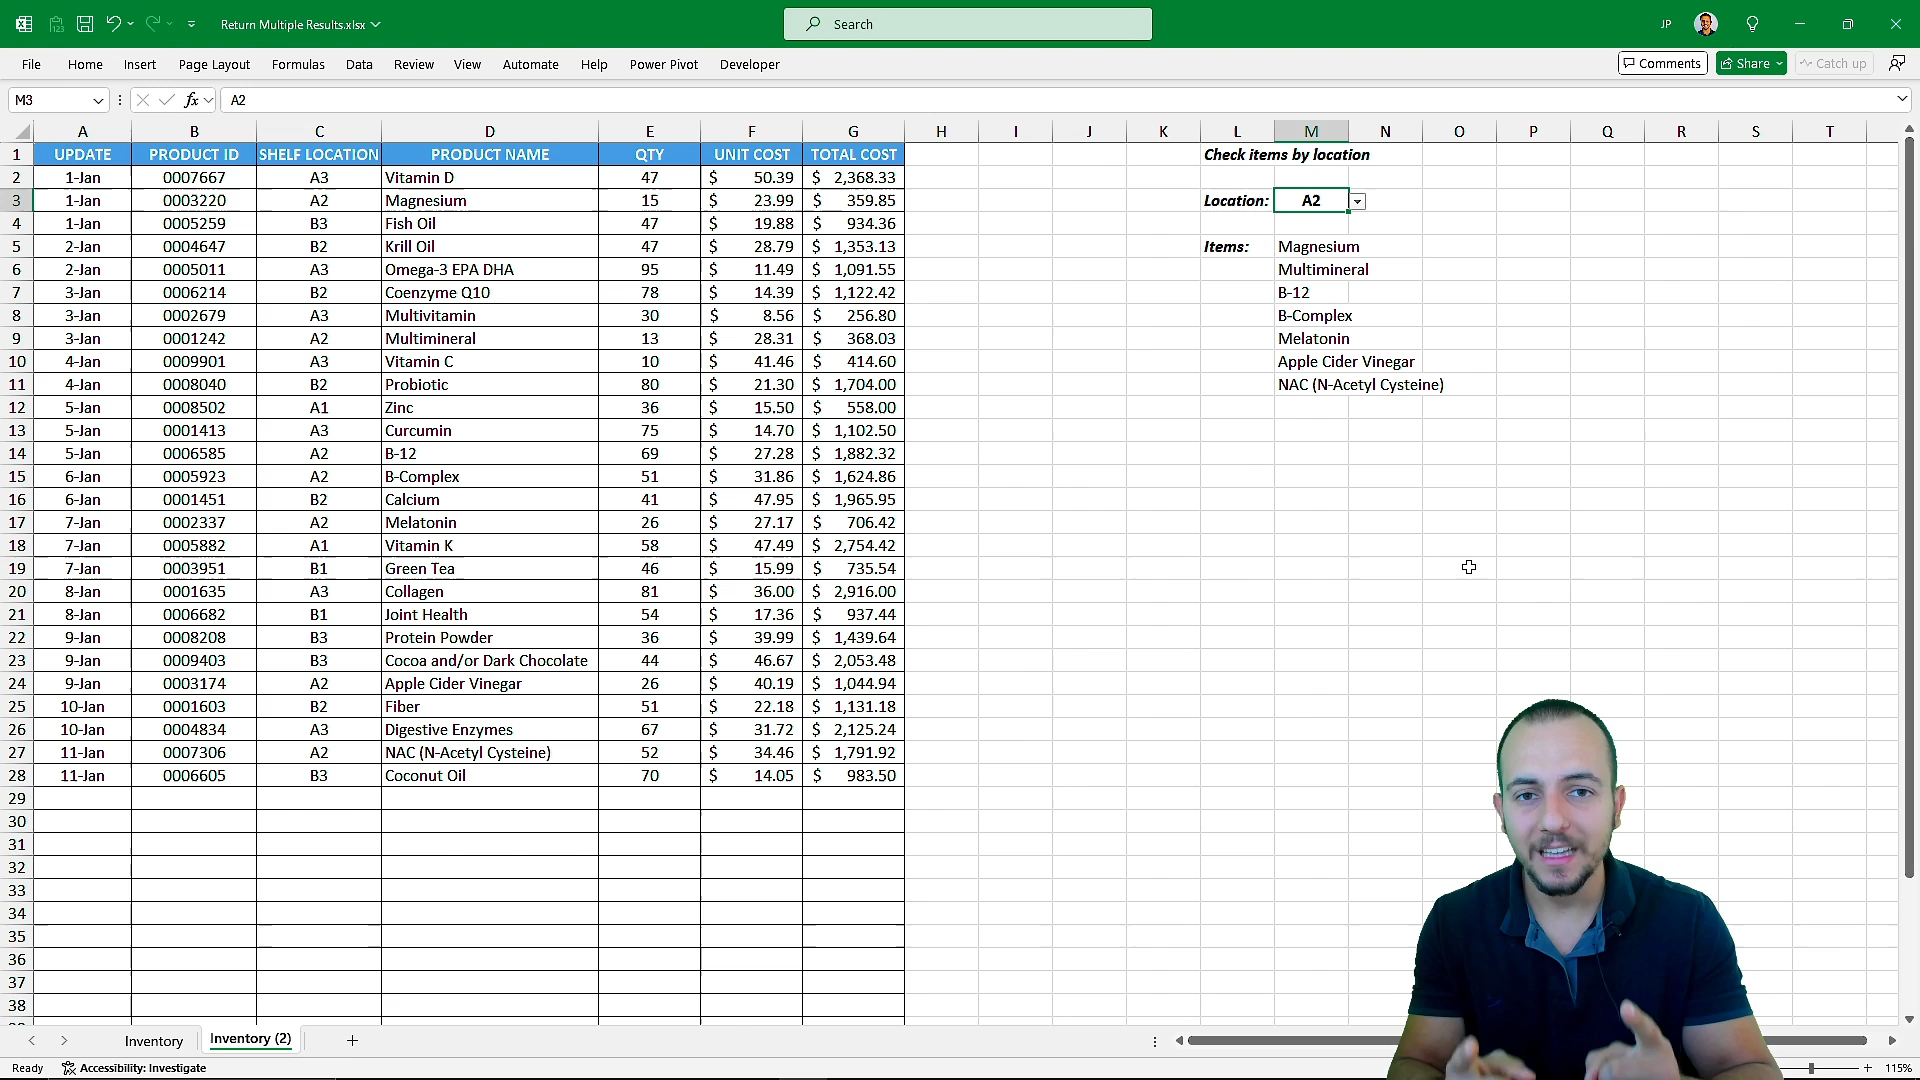 Return Multiple Results.xlsx
Search
JP
File Home Insert Page Layout Formulas Data Review View Automate Help Power Pivot Developer
Comments Share Catch up
M3 fx A2
A B C D E F G H I J K L M N O P Q R S T
1 UPDATE PRODUCT ID SHELF LOCATION PRODUCT NAME QTY UNIT COST TOTAL COST Check items by location
2 1-Jan 0007667 A3 Vitamin D 47 $ 50.39 $ 2,368.33
3 1-Jan 0003220 A2 Magnesium 15 $ 23.99 $ 359.85 Location: A2
4 1-Jan 0005259 B3 Fish Oil 47 $ 19.88 $ 934.36
5 2-Jan 0004647 B2 Krill Oil 47 $ 28.79 $ 1,353.13 Items: Magnesium
6 2-Jan 0005011 A3 Omega-3 EPA DHA 95 $ 11.49 $ 1,091.55 Multimineral
7 3-Jan 0006214 B2 Coenzyme Q10 78 $ 14.39 $ 1,122.42 B-12
8 3-Jan 0002679 A3 Multivitamin 30 $ 8.56 $ 256.80 B-Complex
9 3-Jan 0001242 A2 Multimineral 13 $ 28.31 $ 368.03 Melatonin
10 4-Jan 0009901 A3 Vitamin C 10 $ 41.46 $ 414.60 Apple Cider Vinegar
11 4-Jan 0008040 B2 Probiotic 80 $ 21.30 $ 1,704.00 NAC (N-Acetyl Cysteine)
12 5-Jan 0008502 A1 Zinc 36 $ 15.50 $ 558.00
13 5-Jan 0001413 A3 Curcumin 75 $ 14.70 $ 1,102.50
14 5-Jan 0006585 A2 B-12 69 $ 27.28 $ 1,882.32
15 6-Jan 0005923 A2 B-Complex 51 $ 31.86 $ 1,624.86
16 6-Jan 0001451 B2 Calcium 41 $ 47.95 $ 1,965.95
17 7-Jan 0002337 A2 Melatonin 26 $ 27.17 $ 706.42
18 7-Jan 0005882 A1 Vitamin K 58 $ 47.49 $ 2,754.42
19 7-Jan 0003951 B1 Green Tea 46 $ 15.99 $ 735.54
20 8-Jan 0001635 A3 Collagen 81 $ 36.00 $ 2,916.00
21 8-Jan 0006682 B1 Joint Health 54 $ 17.36 $ 937.44
22 9-Jan 0008208 B3 Protein Powder 36 $ 39.99 $ 1,439.64
23 9-Jan 0009403 B3 Cocoa and/or Dark Chocolate 44 $ 46.67 $ 2,053.48
24 9-Jan 0003174 A2 Apple Cider Vinegar 26 $ 40.19 $ 1,044.94
25 10-Jan 0001603 B2 Fiber 51 $ 22.18 $ 1,131.18
26 10-Jan 0004834 A3 Digestive Enzymes 67 $ 31.72 $ 2,125.24
27 11-Jan 0007306 A2 NAC (N-Acetyl Cysteine) 52 $ 34.46 $ 1,791.92
28 11-Jan 0006605 B3 Coconut Oil 70 $ 14.05 $ 983.50
29
30
31
32
33
34
35
36
37
38
Inventory Inventory (2)
Ready Accessibility: Investigate 115%